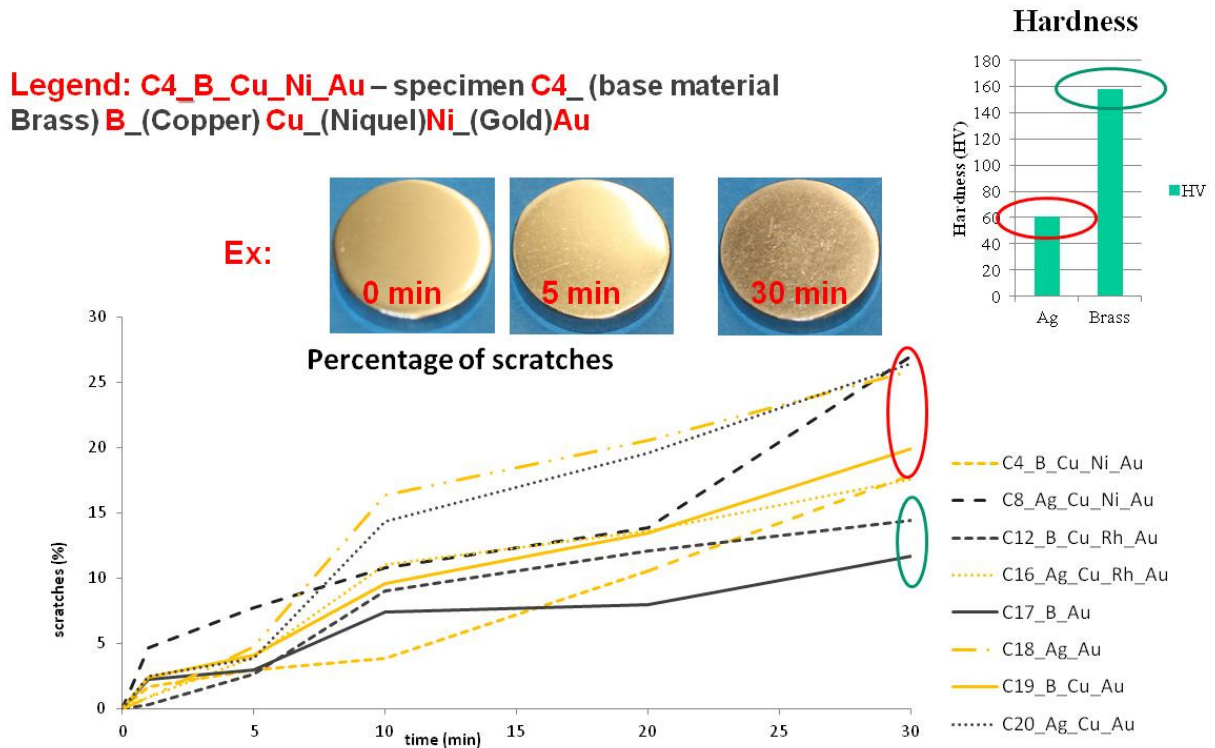 Hardness
Legend: C4_B_Cu_Ni_Au – specimen C4_ (base material
Brass) B_(Copper) Cu_(Niquel)Ni_(Gold)Au
180
160
140
120
100
80
60
40
20
0
Hardness (HV)
Ag Brass
HV
Ex:
0 min
5 min
30 min
Percentage of scratches
30
25
20
15
10
5
0
scratches (%)
0 5 10 15 20 25 30
time (min)
C4_B_Cu_Ni_Au
C8_Ag_Cu_Ni_Au
C12_B_Cu_Rh_Au
C16_Ag_Cu_Rh_Au
C17_B_Au
C18_Ag_Au
C19_B_Cu_Au
C20_Ag_Cu_Au